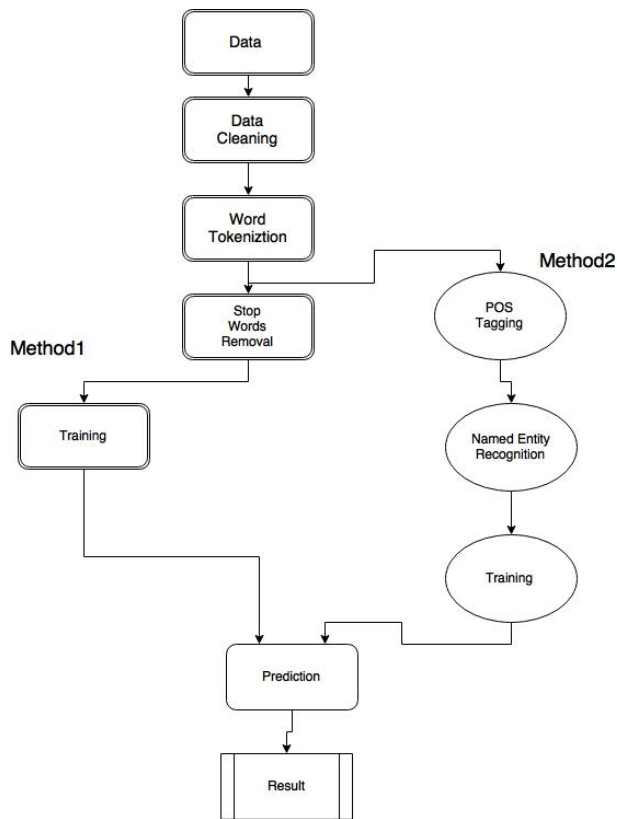 Data
Data
Cleaning
Word
Tokeniztion
Method2
POS
Tagging
Stop
Words
Removal
Method1
Training
Named Entity
Recognition
Training
Prediction
Result